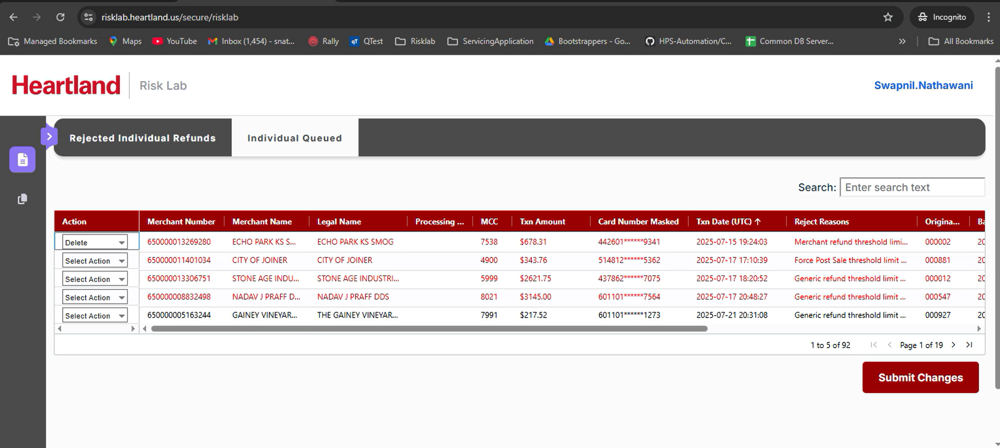 risklab.heartland.us/secure/risklab Incognito
Managed Bookmarks Maps YouTube Inbox (1,454) - snat... Rally QTest Risklab ServicingApplication Bootstrappers - Go... HPS-Automation/C... Common DB Server... All Bookmarks
Heartland Risk Lab Swapnil.Nathawani
Rejected Individual Refunds Individual Queued
Search: Enter search text
Action Merchant Number Merchant Name Legal Name Processing ... MCC Txn Amount Card Number Masked Txn Date (UTC) Reject Reasons Origina... Ba
Delete 650000013269280 ECHO PARK KS S... ECHO PARK KS SMOG 7538 $678.31 442601******9341 2025-07-15 19:24:03 Merchant refund threshold limi... 000002 20
Select Action 650000011401034 CITY OF JOINER CITY OF JOINER 4900 $343.76 514812******5362 2025-07-17 17:10:39 Force Post Sale threshold limit ... 000881 20
Select Action 650000013306751 STONE AGE INDU... STONE AGE INDUSTRI... 5999 $2621.75 437862******7075 2025-07-17 18:20:52 Generic refund threshold limit ... 000012 20
Select Action 650000008832498 NADAV J PRAFF D... NADAV J PRAFF DDS 8021 $3145.00 601101******7564 2025-07-17 20:48:27 Generic refund threshold limit ... 000547 20
Select Action 650000005163244 GAINEY VINEYAR... THE GAINEY VINEYAR... 7991 $217.52 601101******1273 2025-07-21 20:31:08 Generic refund threshold limit ... 000927 20
1 to 5 of 92 Page 1 of 19
Submit Changes